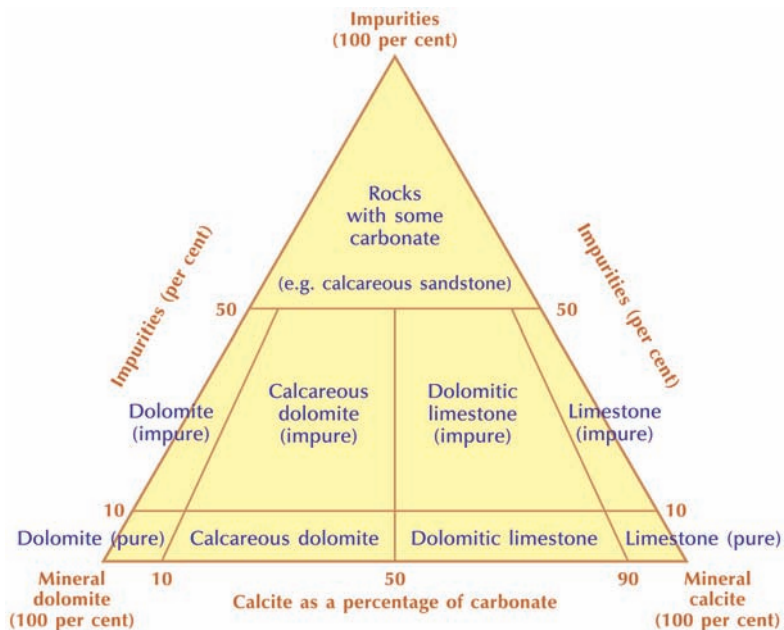 Impurities
(100 per cent)
Rocks
with some
carbonate
(e.g. calcareous sandstone)
Impurities (per cent)
Impurities (per cent)
50
50
Dolomite
(impure)
Calcareous
dolomite
(impure)
Dolomitic
limestone
(impure)
Limestone
(impure)
10
10
Dolomite (pure)
Calcareous dolomite
Dolomitic limestone
Limestone (pure)
Mineral
dolomite
(100 per cent)
10
50
90
Calcite as a percentage of carbonate
Mineral
calcite
(100 per cent)